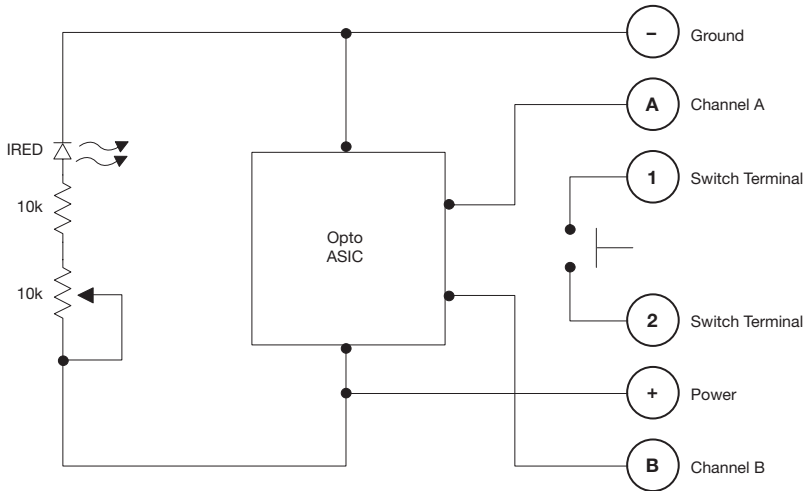 −
Ground
A
Channel A
IRED
1
Switch Terminal
10k
Opto
ASIC
10k
2
Switch Terminal
+
Power
B
Channel B